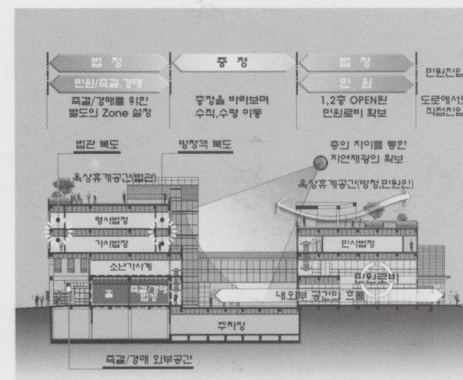 법 정
중 정
법 정
민원/즉결.경매
민 원
민원진입
즉결/경매를 위한
별도의 Zone 설정
중정을 바라보며
수직,수평 이동
1,2층 OPEN된
민원로비 확보
도로에서의
직접진입
법관 복도
방청객 복도
층의 차이를 통한
자연채광의 확보
옥상휴게공간(법관)
옥상휴게공간(방청,민원인)
형사법정
가사법정
민사법정
소년가사계
즉결/경매
법정
민원로비
내.외부 공간의 흐름
주차장
즉결/경매 외부공간